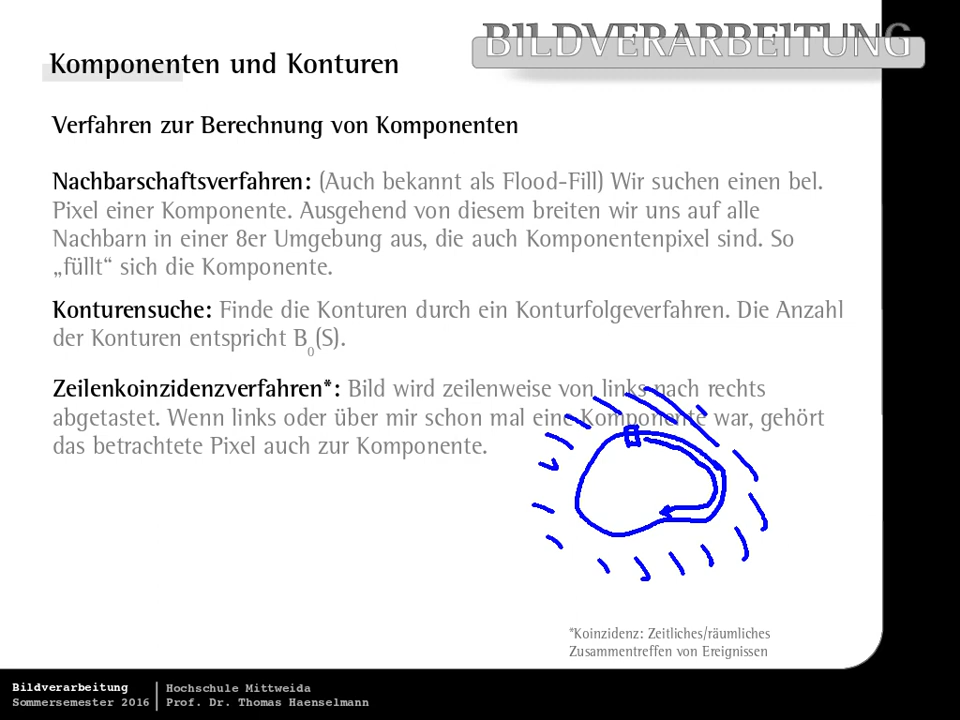 BILDVERARBEITUNG
Komponenten und Konturen
Verfahren zur Berechnung von Komponenten
Nachbarschaftsverfahren: (Auch bekannt als Flood-Fill) Wir suchen einen bel.
Pixel einer Komponente. Ausgehend von diesem breiten wir uns auf alle
Nachbarn in einer 8er Umgebung aus, die auch Komponentenpixel sind. So
„füllt“ sich die Komponente.
Konturensuche: Finde die Konturen durch ein Konturfolgeverfahren. Die Anzahl
der Konturen entspricht B0(S).
Zeilenkoinzidenzverfahren*: Bild wird zeilenweise von links nach rechts
abgetastet. Wenn links oder über mir schon mal eine Komponente war, gehört
das betrachtete Pixel auch zur Komponente.
*Koinzidenz: Zeitliches/räumliches
Zusammentreffen von Ereignissen
Bildverarbeitung
Sommersemester 2016
Hochschule Mittweida
Prof. Dr. Thomas Haenselmann